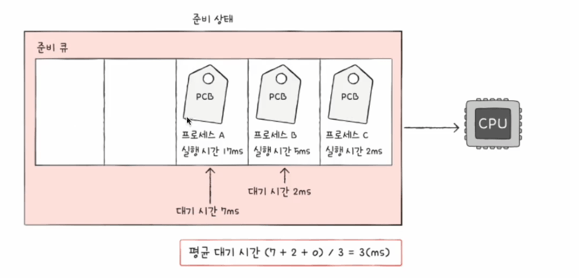 준비 상태
준비 큐
PCB
PCB
PCB
프로세스 A
실행 시간 17ms
프로세스 B
실행 시간 5ms
프로세스 C
실행 시간 2ms
CPU
대기 시간 2ms
대기 시간 7ms
평균 대기 시간 (7 + 2 + 0) / 3 = 3(ms)